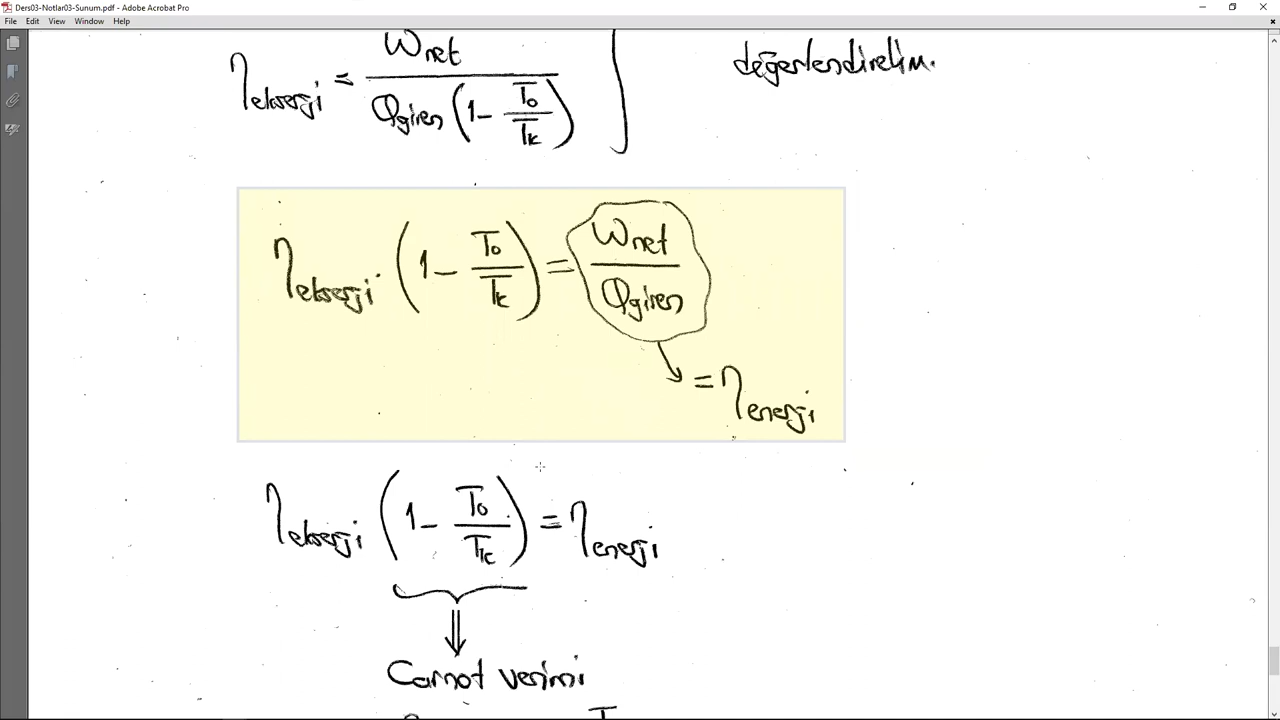 Ders03-Notlar03-Sunum.pdf - Adobe Acrobat Pro
File Edit View Window Help
ηekserji = Wnet / Qgiren (1 - T0/Tk)
değerlendirelim.
ηekserji (1 - T0/Tk) = Wnet / Qgiren
= ηenerji
ηekserji (1 - T0/Tk) = ηenerji
Carnot verimi